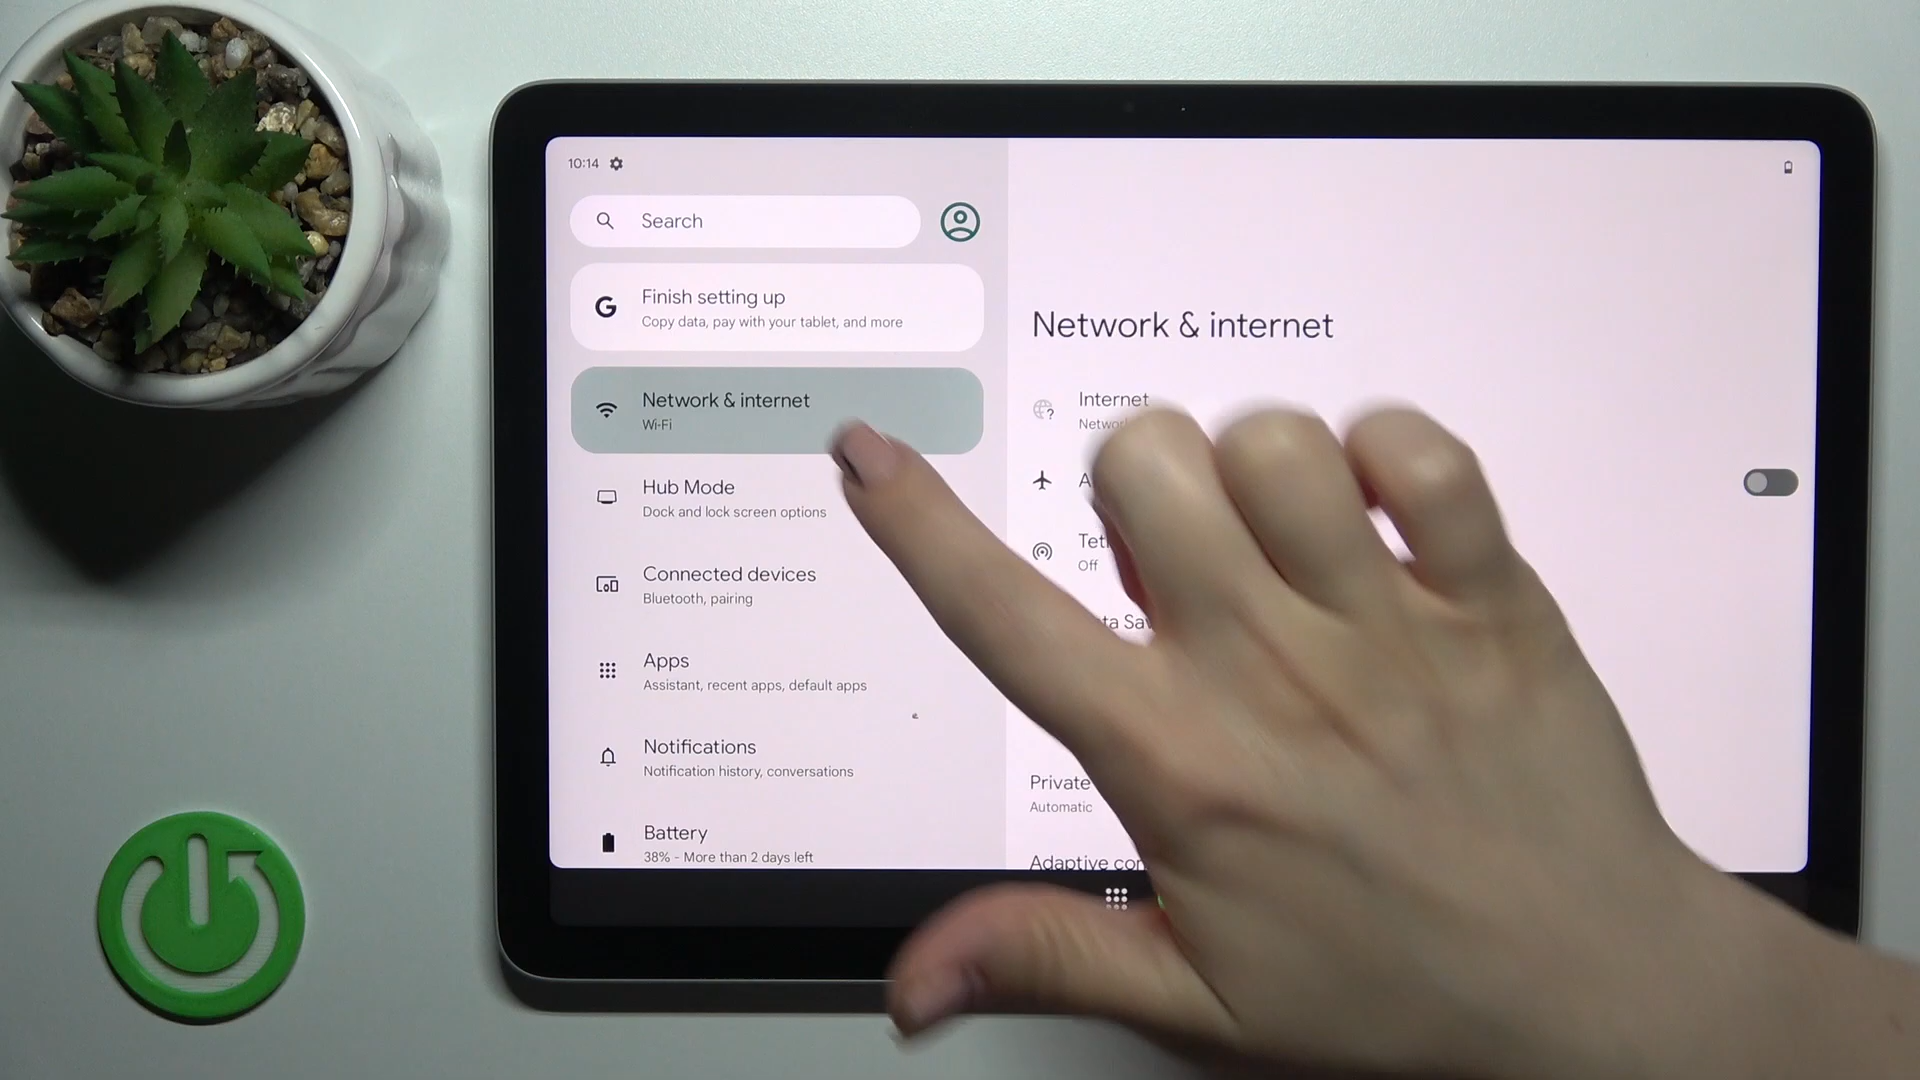 10:14
Search
Finish setting up
Copy data, pay with your tablet, and more
Network & internet
Wi-Fi
Hub Mode
Dock and lock screen options
Connected devices
Bluetooth, pairing
Apps
Assistant, recent apps, default apps
Notifications
Notification history, conversations
Battery
38% - More than 2 days left
Network & internet
Internet
Off
Private
Automatic
Adaptive